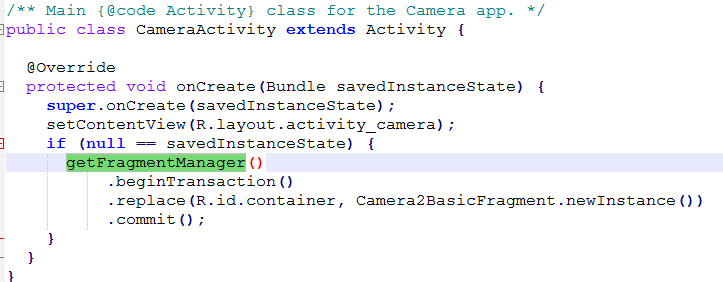 /** Main {@code Activity} class for the Camera app. */
public class CameraActivity extends Activity {
@Override
protected void onCreate(Bundle savedInstanceState) {
super.onCreate(savedInstanceState);
setContentView(R.layout.activity_camera);
if (null == savedInstanceState) {
getFragmentManager()
.beginTransaction()
.replace(R.id.container, Camera2BasicFragment.newInstance())
.commit();
}
}
}